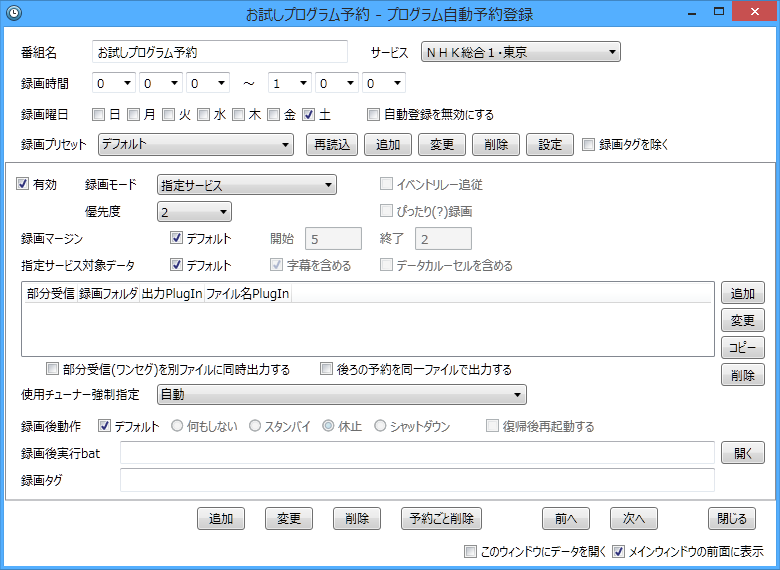 お試しプログラム予約 - プログラム自動予約登録
番組名 お試しプログラム予約 サービス ＮＨＫ総合１・東京
録画時間 0 0 0 ～ 1 0 0
録画曜日 日 月 火 水 木 金 土 自動登録を無効にする
録画プリセット デフォルト 再読込 追加 変更 削除 設定 録画タグを除く
有効 録画モード 指定サービス イベントリレー追従
優先度 2 ぴったり(?)録画
録画マージン デフォルト 開始 5 終了 2
指定サービス対象データ デフォルト 字幕を含める データカルーセルを含める
部分受信 録画フォルダ 出力PlugIn ファイル名PlugIn 追加
変更
コピー
削除
部分受信(ワンセグ)を別ファイルに同時出力する 後ろの予約を同一ファイルで出力する
使用チューナー強制指定 自動
録画後動作 デフォルト 何もしない スタンバイ 休止 シャットダウン 復帰後再起動する
録画後実行bat 開く
録画タグ
追加 変更 削除 予約ごと削除 前へ 次へ 閉じる
このウィンドウにデータを開く メインウィンドウの前面に表示